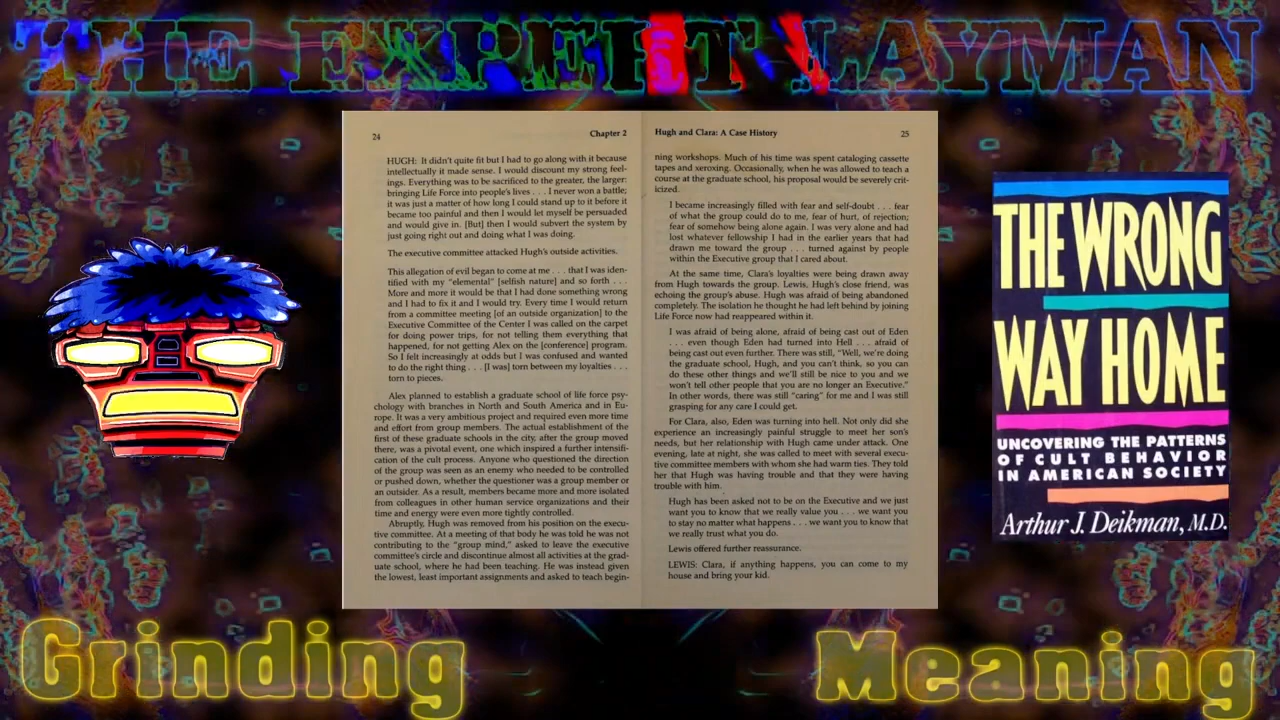 THE EXPERT LAYMAN
24
Chapter 2
HUGH: It didn't quite fit but I had to go along with it because
intellectually it made sense. I would discount my strong feel-
ings. Everything was to be sacrificed to the greater, the larger:
bringing Life Force into people's lives . . . I never won a battle;
it was just a matter of how long I could stand up to it before it
became too painful and then I would let myself be persuaded
and would give in. [But] then I would subvert the system by
just going right out and doing what I was doing.
The executive committee attacked Hugh's outside activities.
This allegation of evil began to come at me . . . that I was iden-
tified with my "elemental" [selfish nature] and so forth . . .
More and more it would be that I had done something wrong
and I had to fix it and I would try. Every time I would return
from a committee meeting [of an outside organization] to the
Executive Committee of the Center I was called on the carpet
for doing power trips, for not telling them everything that
happened, for not getting Alex on the [conference] program.
So I felt increasingly at odds but I was confused and wanted
to do the right thing . . . [I was] torn between my loyalties . . .
torn to pieces.
Alex planned to establish a graduate school of life force psy-
chology with branches in North and South America and in Eu-
rope. It was a very ambitious project and required even more time
and effort from group members. The actual establishment of the
first of these graduate schools in the city, after the group moved
there, was a pivotal event, one which inspired a further intensifi-
cation of the cult process. Anyone who questioned the direction
of the group was seen as an enemy who needed to be controlled
or pushed down, whether the questioner was a group member or
an outsider. As a result, members became more and more isolated
from colleagues in other human service organizations and their
time and energy were even more tightly controlled.
Abruptly, Hugh was removed from his position on the execu-
tive committee. At a meeting of that body he was told he was not
contributing to the "group mind," asked to leave the executive
committee's circle and discontinue almost all activities at the grad-
uate school, where he had been teaching. He was instead given
the lowest, least important assignments and asked to teach begin-
Hugh and Clara: A Case History
25
ning workshops. Much of his time was spent cataloging cassette
tapes and xeroxing. Occasionally, when he was allowed to teach a
course at the graduate school, his proposal would be severely crit-
icized.
I became increasingly filled with fear and self-doubt . . . fear
of what the group could do to me, fear of hurt, of rejection;
fear of somehow being alone again. I was very alone and had
lost whatever fellowship I had in the earlier years that had
drawn me toward the group . . . turned against by people
within the Executive group that I cared about.
At the same time, Clara's loyalties were being drawn away
from Hugh towards the group. Lewis, Hugh's close friend, was
echoing the group's abuse. Hugh was afraid of being abandoned
completely. The isolation he thought he had left behind by joining
Life Force now had reappeared within it.
I was afraid of being alone, afraid of being cast out of Eden
. . . even though Eden had turned into Hell . . . afraid of
being cast out even further. There was still, "Well, we're doing
the graduate school, Hugh, and you can't think, so you can
do these other things and we'll still be nice to you and we
won't tell other people that you are no longer an Executive."
In other words, there was still "caring" for me and I was still
grasping for any care I could get.
For Clara, also, Eden was turning into hell. Not only did she
experience an increasingly painful struggle to meet her son's
needs, but her relationship with Hugh came under attack. One
evening, late at night, she was called to meet with several execu-
tive committee members with whom she had warm ties. They told
her that Hugh was having trouble and that they were having
trouble with him.
Hugh has been asked not to be on the Executive and we just
want you to know that we really value you . . . we want you
to stay no matter what happens . . . we want you to know that
we really trust what you do.
Lewis offered further reassurance.
LEWIS: Clara, if anything happens, you can come to my
house and bring your kid.
THE WRONG
WAY HOME
UNCOVERING THE PATTERNS
OF CULT BEHAVIOR
IN AMERICAN SOCIETY
Arthur J. Deikman, M.D.
Grinding
Meaning